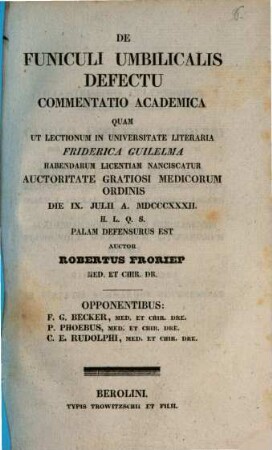 6.
DE
FUNICULI UMBILICALIS
DEFECTU
COMMENTATIO ACADEMICA
QUAM
UT LECTIONUM IN UNIVERSITATE LITERARIA
FRIDERICA GUILELMA
HABENDARUM LICENTIAM NANCISCATUR
AUCTORITATE GRATIOSI MEDICORUM
ORDINIS
DIE IX. JULII A. MDCCCXXXII.
H. L. Q. S.
PALAM DEFENSURUS EST
AUCTOR
ROBERTUS FRORIEP
MED. ET CHIR. DR.
OPPONENTIBUS:
F. G. BECKER, MED. ET CHIR. DRE.
P. PHOEBUS, MED. ET CHIR. DRE.
C. E. RUDOLPHI, MED. ET CHIR. DRE.
BEROLINI.
TYPIS TROWITZSCHII ET FILII.